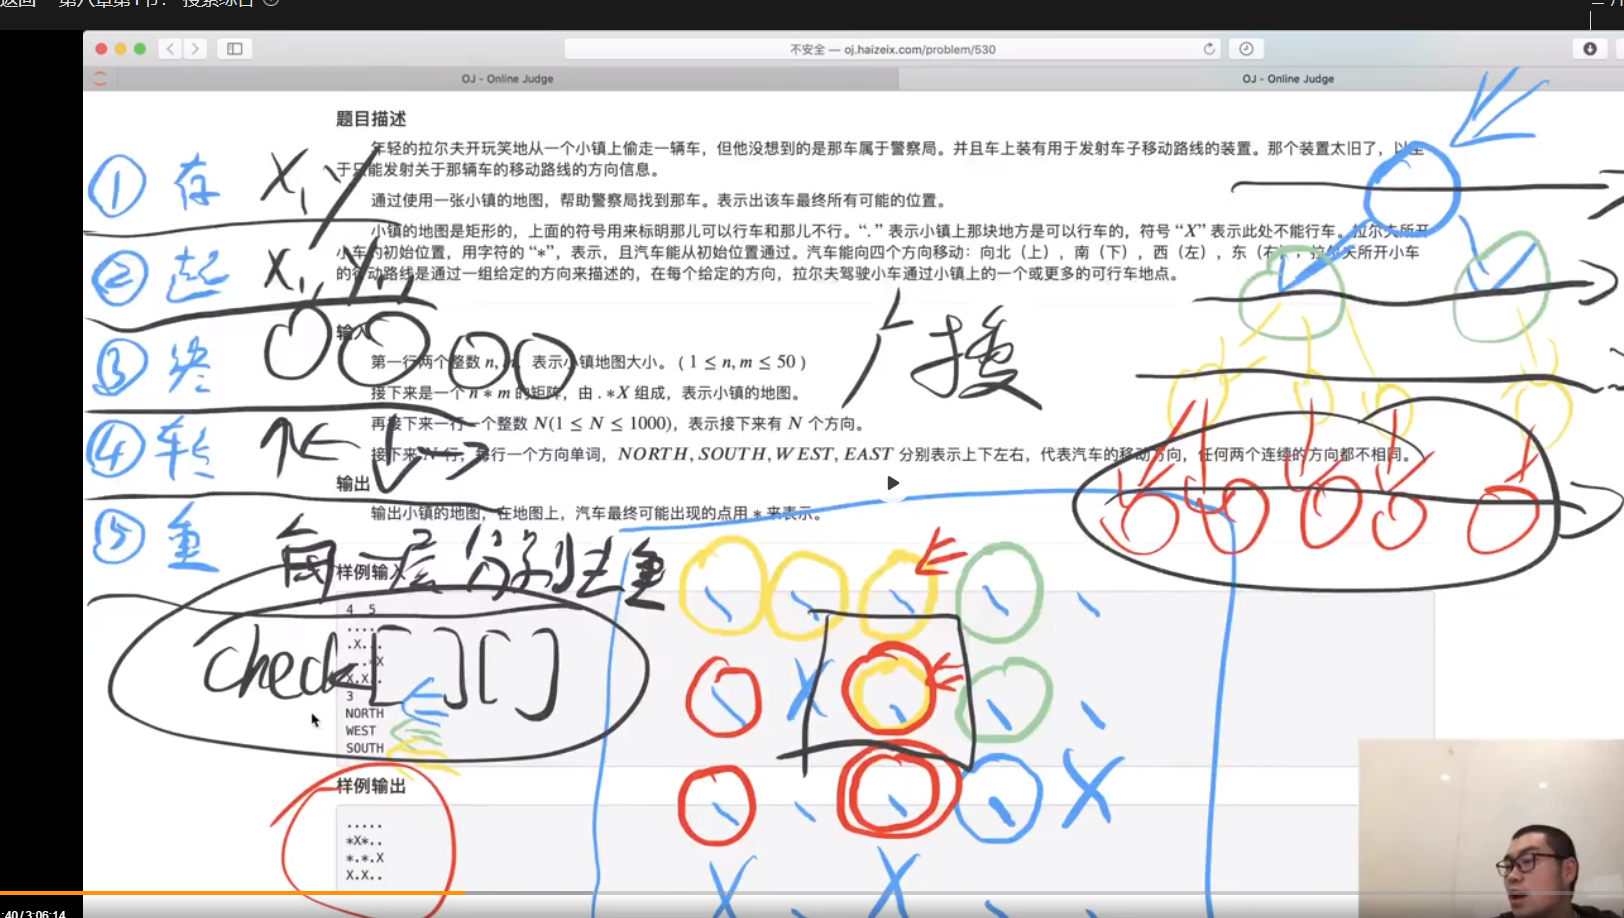 返回 第八章第1节： 搜索综合
不安全 — oj.haizeix.com/problem/530
OJ - Online Judge
OJ - Online Judge
题目描述
年轻的拉尔夫开玩笑地从一个小镇上偷走一辆车，但他没想到的是那车属于警察局。并且车上装有用于发射车子移动路线的装置。那个装置太旧了，以至
于只能发射关于那辆车的移动路线的方向信息。
通过使用一张小镇的地图，帮助警察局找到那车。表示出该车最终所有可能的位置。
小镇的地图是矩形的，上面的符号用来标明那儿可以行车和那儿不行。“.” 表示小镇上那块地方是可以行车的，符号 “X” 表示此处不能行车。拉尔夫所开
小车的初始位置，用字符的 “*”，表示，且汽车能从初始位置通过。汽车能向四个方向移动：向北（上），南（下），西（左），东（右），拉尔夫所开小车
的行动路线是通过一组给定的方向来描述的，在每个给定的方向，拉尔夫驾驶小车通过小镇上的一个或更多的可行车地点。
输入
第一行两个整数 n, m，表示小镇地图大小。( 1 ≤ n, m ≤ 50 )
接下来是一个 n * m 的矩阵，由 . *X 组成，表示小镇的地图。
再接下来一行一个整数 N(1 ≤ N ≤ 1000)，表示接下来有 N 个方向。
接下来 N 行，每行一个方向单词，NORTH, SOUTH, WEST, EAST 分别表示上下左右，代表汽车的移动方向，任何两个连续的方向都不相同。
输出
输出小镇的地图，在地图上，汽车最终可能出现的点用 * 来表示。
样例输入
4 5
.....
.X...
...*X
X.X..
3
NORTH
WEST
SOUTH
样例输出
.....
*X*..
*.*.X
X.X..
① 存 X, Y
② 起 X, Y
③ 终
④ 转 ↑ ← ↓ →
⑤ 重 每一层分别去重
check[ ][ ]
广搜
X
X
X X
:40/3:06:14